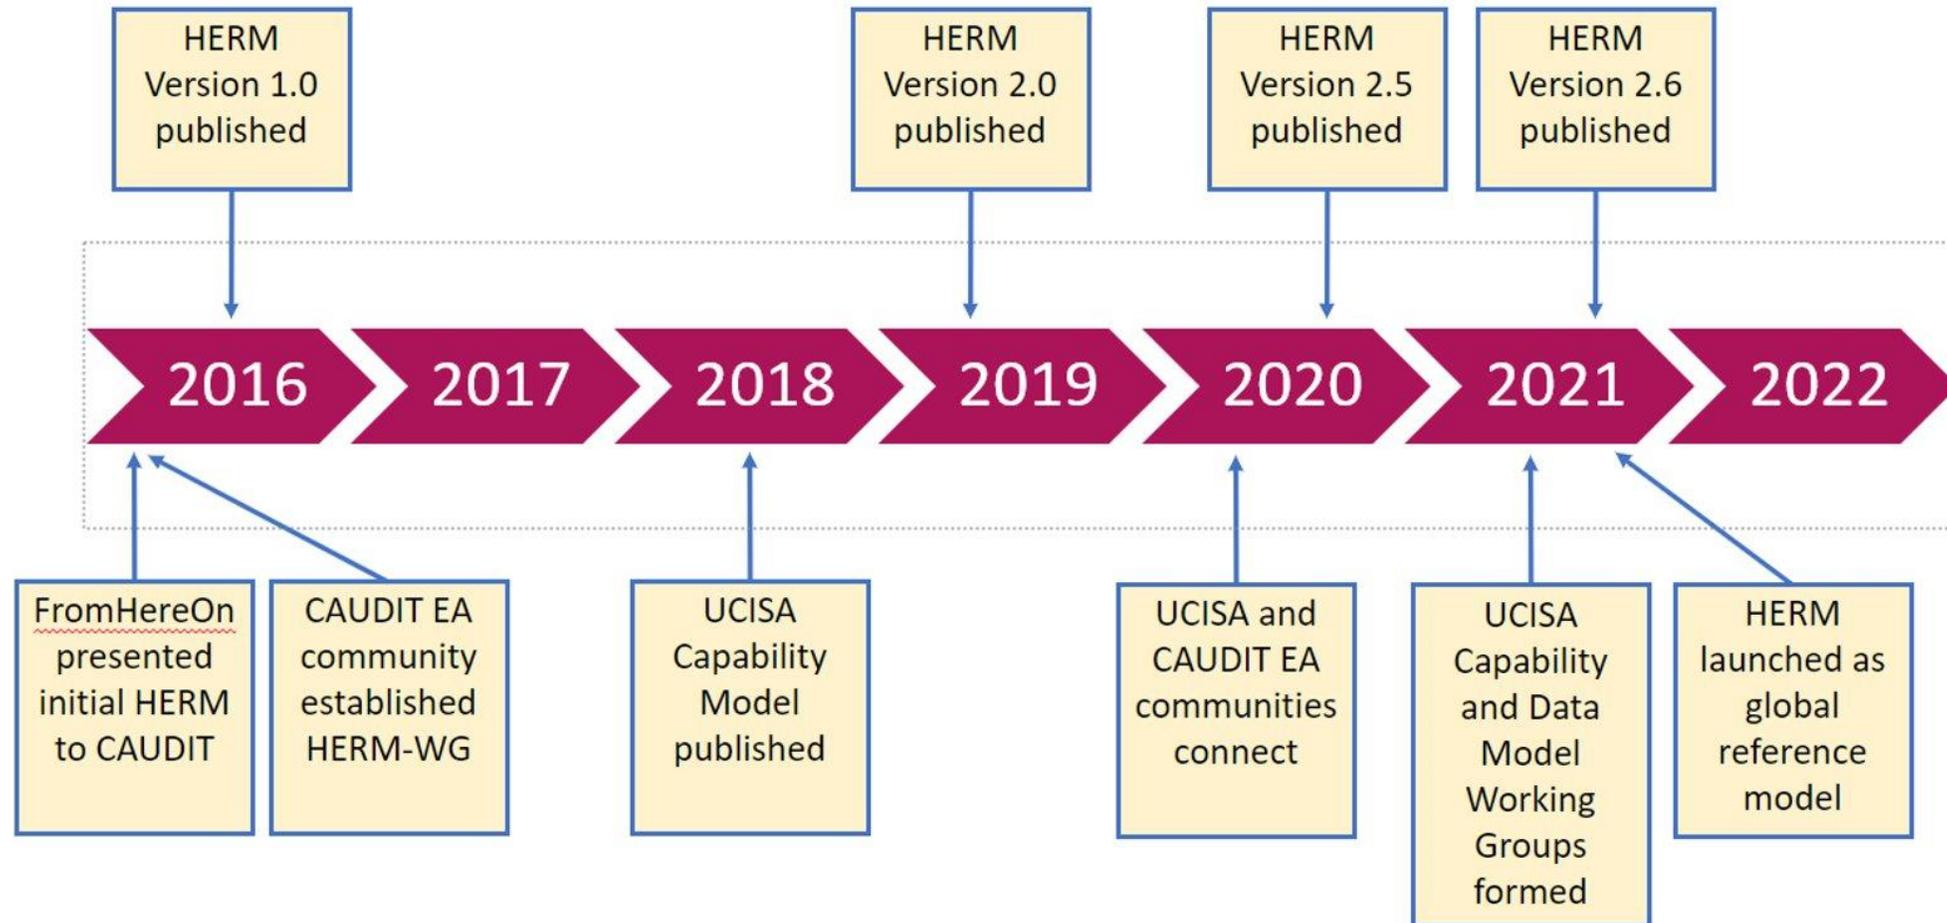 HERM
Version 1.0
published
HERM
Version 2.0
published
HERM
Version 2.5
published
HERM
Version 2.6
published
2016
2017
2018
2019
2020
2021
2022
FromHereOn
presented
initial HERM
to CAUDIT
CAUDIT EA
community
established
HERM-WG
UCISA
Capability
Model
published
UCISA and
CAUDIT EA
communities
connect
UCISA
Capability
and Data
Model
Working
Groups
formed
HERM
launched as
global
reference
model